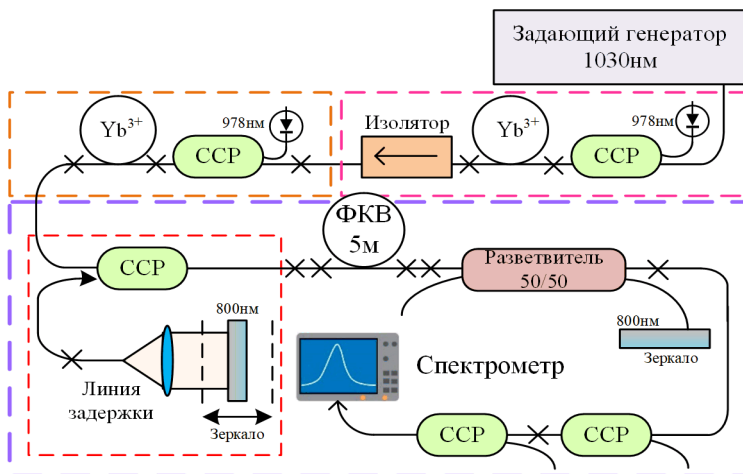 Задающий генератор
1030нм
978нм
Yb³⁺
ССР
Изолятор
Yb³⁺
978нм
ССР
ФКВ
5м
ССР
Разветвитель
50/50
800нм
Линия
задержки
Зеркало
800нм
Зеркало
Спектрометр
ССР
ССР